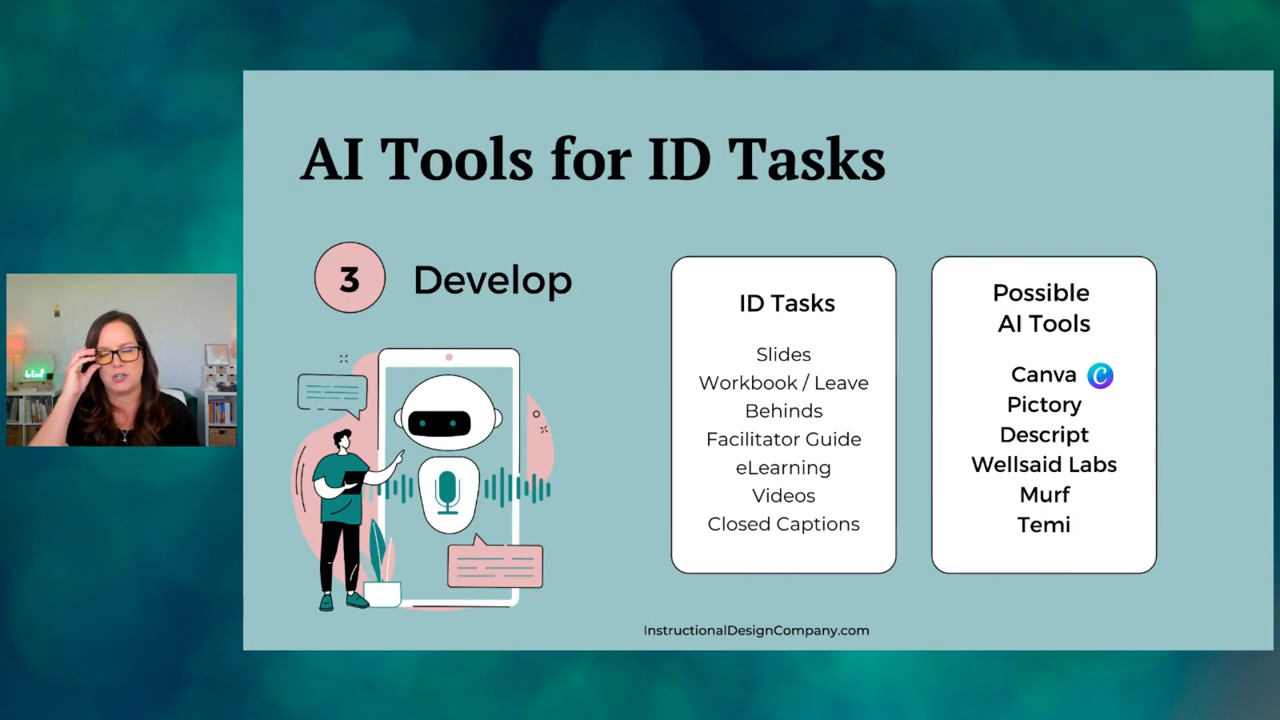 AI Tools for ID Tasks
3
Develop
ID Tasks
Slides
Workbook / Leave
Behinds
Facilitator Guide
eLearning
Videos
Closed Captions
Possible
AI Tools
Canva
Pictory
Descript
Wellsaid Labs
Murf
Temi
InstructionalDesignCompany.com